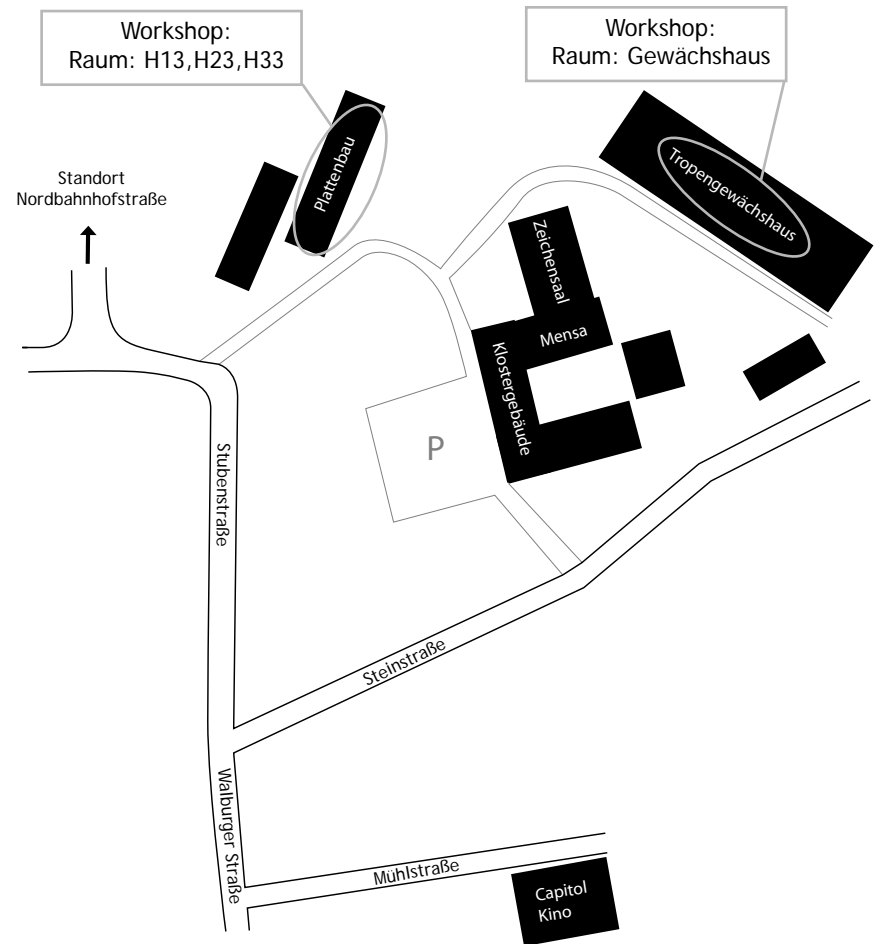 Workshop:
Raum: H13,H23,H33
Workshop:
Raum: Gewächshaus
Standort
Nordbahnhofstraße
Plattenbau
Tropengewächshaus
Zeichensaal
Mensa
Klostergebäude
P
Stubenstraße
Steinstraße
Walburger Straße
Mühlstraße
Capitol
Kino